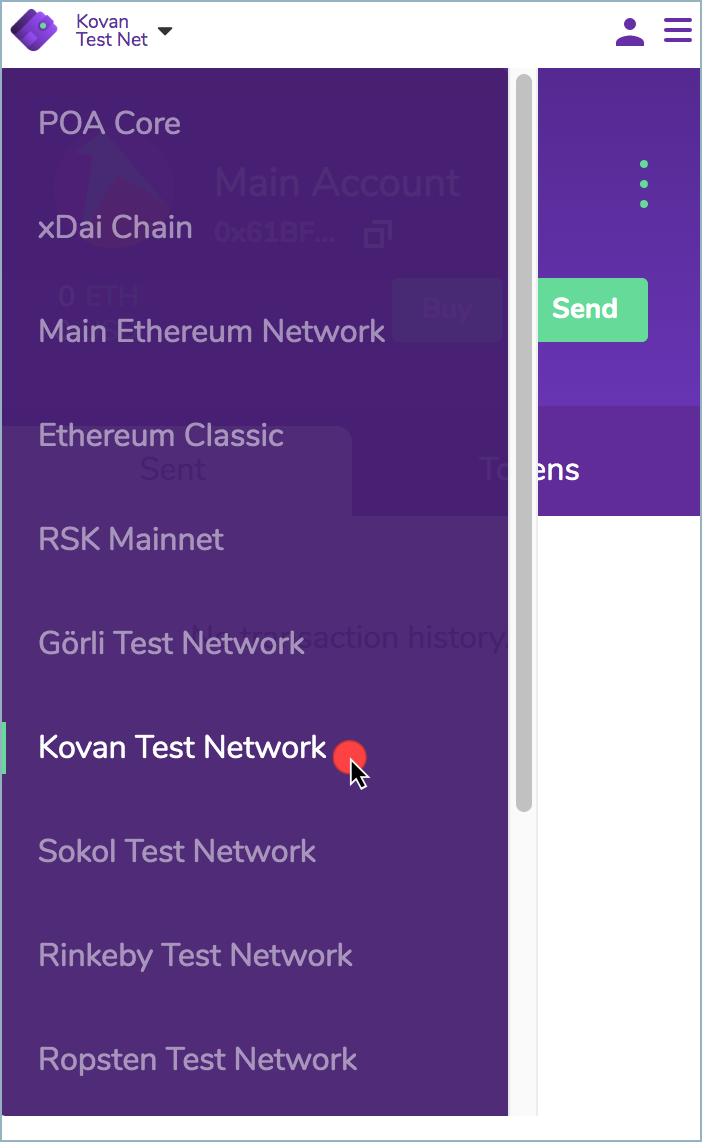 Kovan
Test Net
POA Core
Main Account
xDai Chain
0x61BF...
0 ETH
Buy
Send
Main Ethereum Network
Ethereum Classic
Sent
Tokens
RSK Mainnet
No transaction history.
Görli Test Network
Kovan Test Network
Sokol Test Network
Rinkeby Test Network
Ropsten Test Network